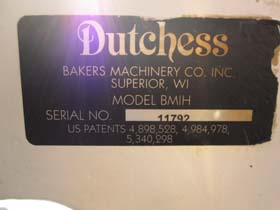 Dutchess
BAKERS MACHINERY CO. INC.
SUPERIOR, WI
MODEL BMIH
SERIAL NO. 11792
US PATENTS 4,898,528, 4,984,978,
5,340,298